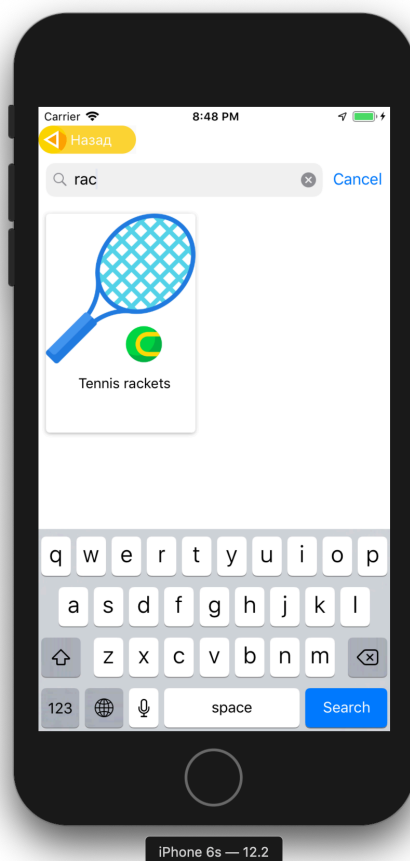 Carrier 8:48 PM
Назад
rac Cancel
Tennis rackets
q w e r t y u i o p
a s d f g h j k l
z x c v b n m
123 space Search
iPhone 6s — 12.2